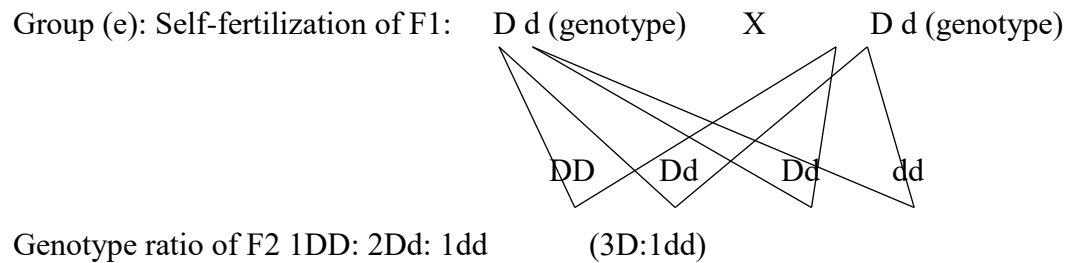 Group (e): Self-fertilization of F1: D d (genotype) X D d (genotype)
DD Dd Dd dd
Genotype ratio of F2 1DD: 2Dd: 1dd (3D:1dd)